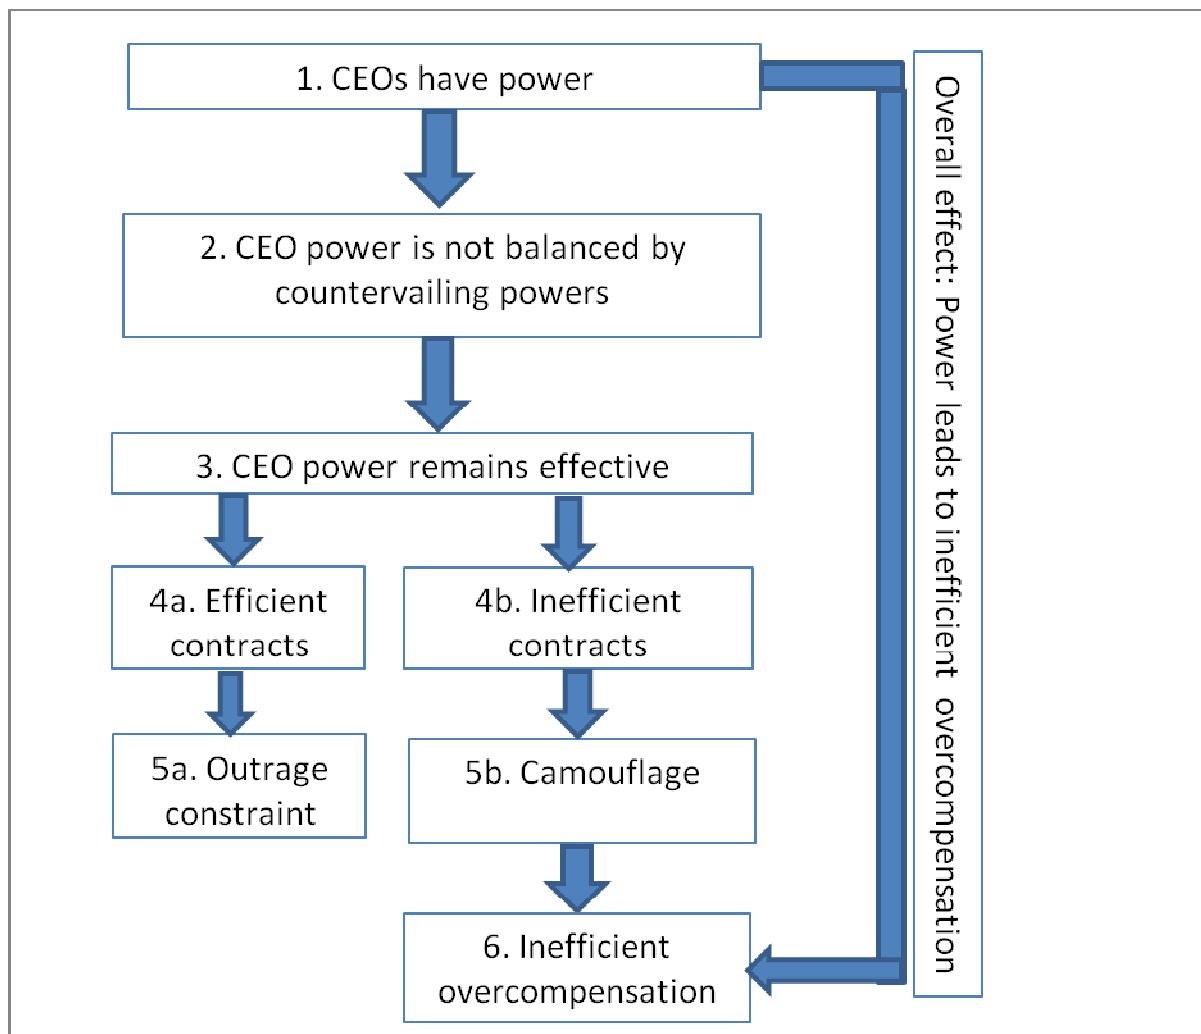 1. CEOs have power
2. CEO power is not balanced by
countervailing powers
3. CEO power remains effective
4a. Efficient
contracts
4b. Inefficient
contracts
5a. Outrage
constraint
5b. Camouflage
6. Inefficient
overcompensation
Overall effect: Power leads to inefficient overcompensation